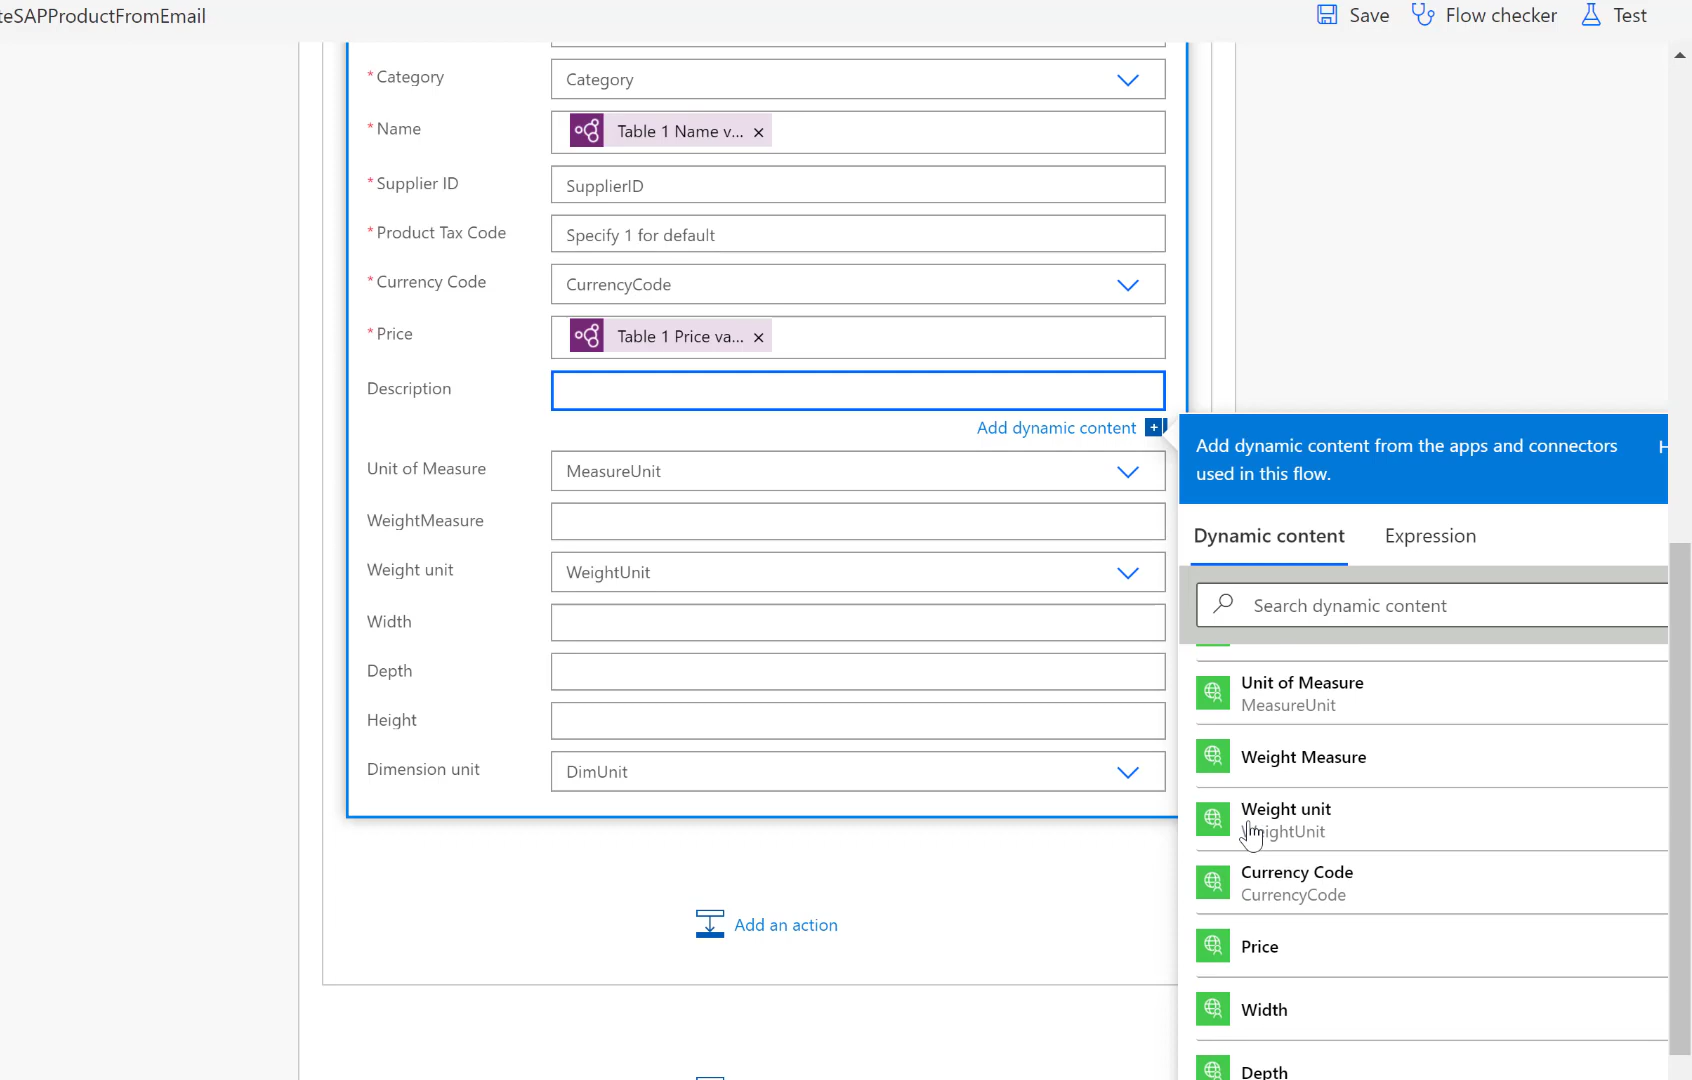 teSAPProductFromEmail
Save
Flow checker
Test
* Category
Category
* Name
Table 1 Name v... ×
* Supplier ID
SupplierID
* Product Tax Code
Specify 1 for default
* Currency Code
CurrencyCode
* Price
Table 1 Price va... ×
Description
Add dynamic content +
Unit of Measure
MeasureUnit
WeightMeasure
Weight unit
WeightUnit
Width
Depth
Height
Dimension unit
DimUnit
Add an action
Add dynamic content from the apps and connectors
used in this flow.
H
Dynamic content
Expression
Search dynamic content
Unit of Measure
MeasureUnit
Weight Measure
Weight unit
WeightUnit
Currency Code
CurrencyCode
Price
Width
Depth